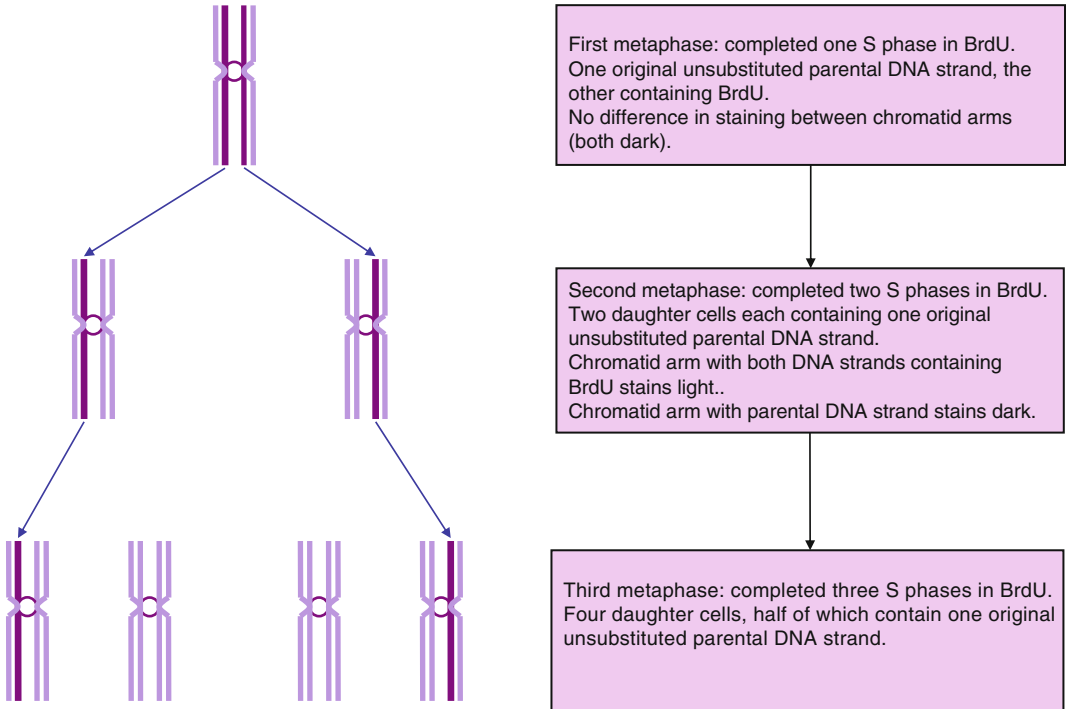 First metaphase: completed one S phase in BrdU.
One original unsubstituted parental DNA strand, the
other containing BrdU.
No difference in staining between chromatid arms
(both dark).
Second metaphase: completed two S phases in BrdU.
Two daughter cells each containing one original
unsubstituted parental DNA strand.
Chromatid arm with both DNA strands containing
BrdU stains light..
Chromatid arm with parental DNA strand stains dark.
Third metaphase: completed three S phases in BrdU.
Four daughter cells, half of which contain one original
unsubstituted parental DNA strand.